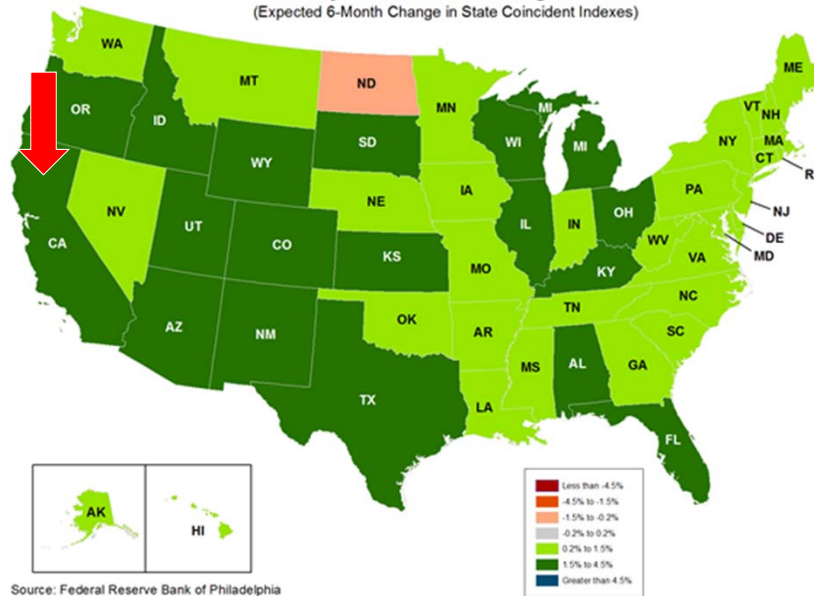 (Expected 6-Month Change in State Coincident Indexes)
WA
MT
ND
MN
ME
OR
ID
SD
WI
MI
MI
VT
NH
NY
MA
CT
R
WY
NE
IA
PA
NJ
NV
UT
CO
KS
MO
IL
IN
OH
WV
DE
MD
CA
KY
VA
AZ
NM
OK
AR
TN
NC
SC
TX
LA
MS
AL
GA
FL
AK
HI
Less than -4.5%
-4.5% to -1.5%
-1.5% to -0.2%
-0.2% to 0.2%
0.2% to 1.5%
1.5% to 4.5%
Greater than 4.5%
Source: Federal Reserve Bank of Philadelphia